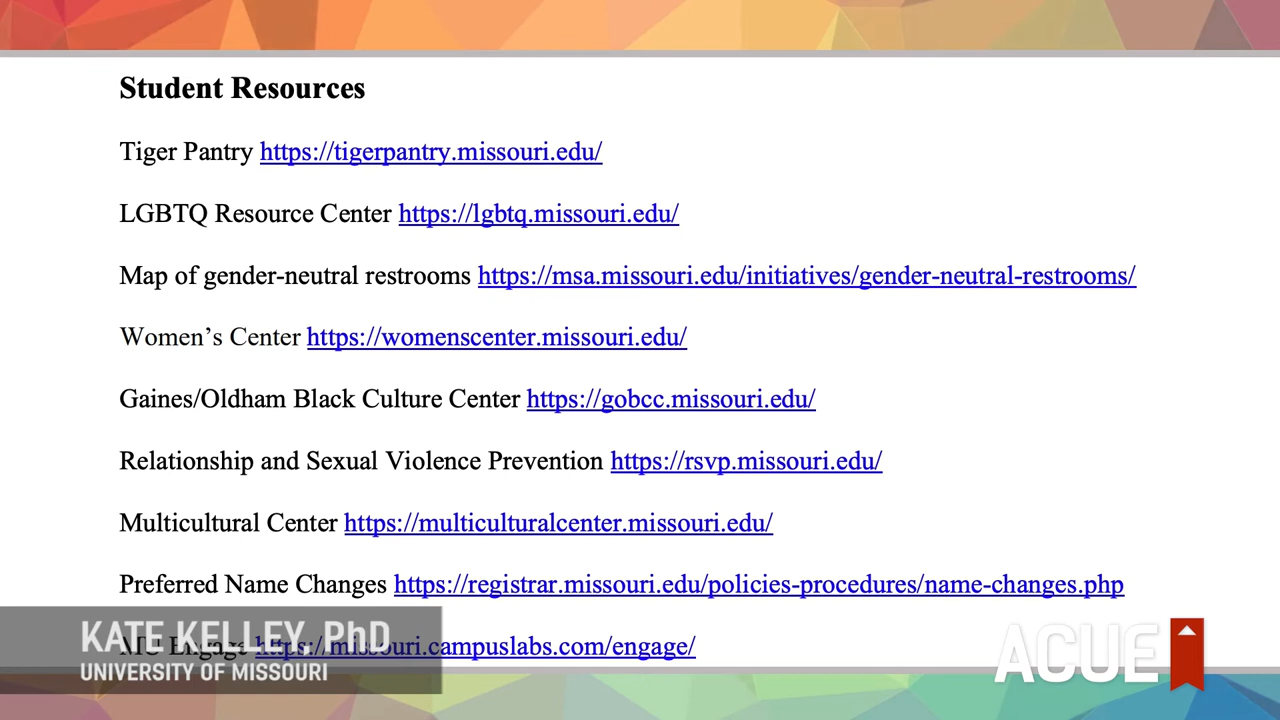 Student Resources
Tiger Pantry https://tigerpantry.missouri.edu/
LGBTQ Resource Center https://lgbtq.missouri.edu/
Map of gender-neutral restrooms https://msa.missouri.edu/initiatives/gender-neutral-restrooms/
Women’s Center https://womenscenter.missouri.edu/
Gaines/Oldham Black Culture Center https://gobcc.missouri.edu/
Relationship and Sexual Violence Prevention https://rsvp.missouri.edu/
Multicultural Center https://multiculturalcenter.missouri.edu/
Preferred Name Changes https://registrar.missouri.edu/policies-procedures/name-changes.php
MU Engage https://missouri.campuslabs.com/engage/
KATE KELLEY, PhD
UNIVERSITY OF MISSOURI
ACUE